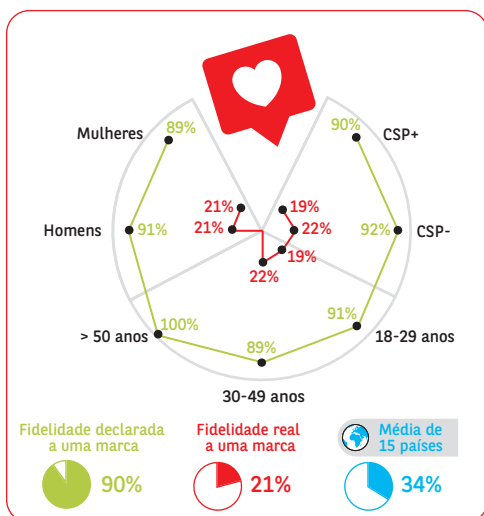 90%
CSP+
89%
Mulheres
21%
19%
21%
22%
Homens
91%
92%
CSP-
19%
22%
91%
100%
> 50 anos
18-29 anos
89%
30-49 anos
Fidelidade declarada
a uma marca
90%
Fidelidade real
a uma marca
21%
Média de
15 países
34%